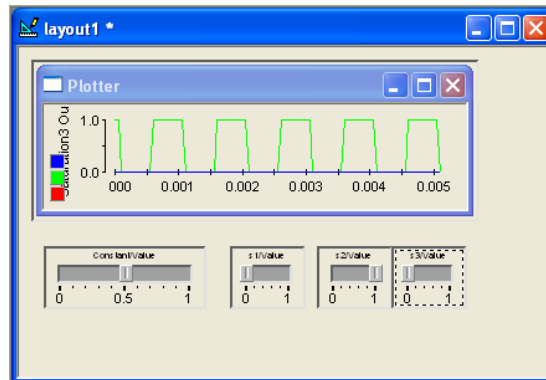 layout1 *
Plotter
1.0
0.0
000 0.001 0.002 0.003 0.004 0.005
Constant/Value s1/Value s2/Value s3/Value
0 0.5 1 0 1 0 1 0 1